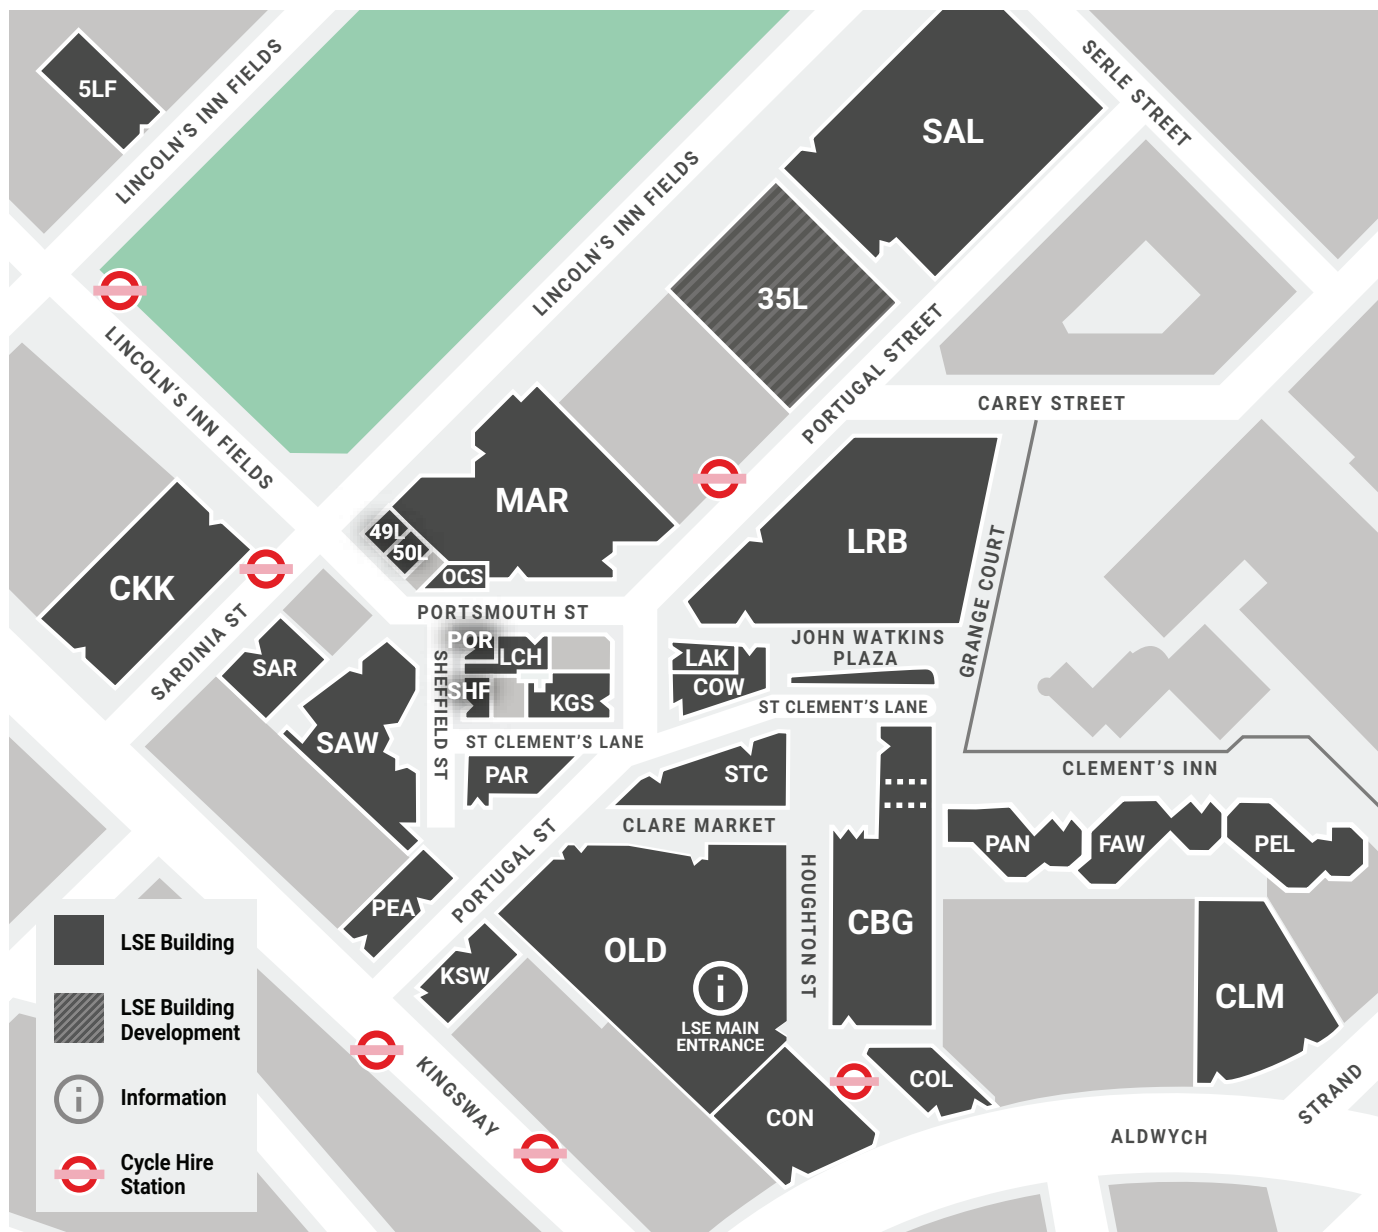 5LF
LINCOLN'S INN FIELDS
SERLE STREET
SAL
LINCOLN'S INN FIELDS
35L
LINCOLN'S INN FIELDS
PORTUGAL STREET
CAREY STREET
MAR
49L
50L
OCS
LRB
CKK
GRANGE COURT
PORTSMOUTH ST
SARDINIA ST
SAR
POR
LCH
SHEFFIELD ST
SHF
KGS
LAK
COW
JOHN WATKINS
PLAZA
ST CLEMENT'S LANE
SAW
ST CLEMENT'S LANE
PAR
STC
CLEMENT'S INN
CLARE MARKET
PAN
FAW
PEL
PORTUGAL ST
HOUGHTON ST
PEA
OLD
CBG
KSW
CLM
LSE MAIN
ENTRANCE
KINGSWAY
COL
CON
STRAND
ALDWYCH
LSE Building
LSE Building
Development
Information
Cycle Hire
Station